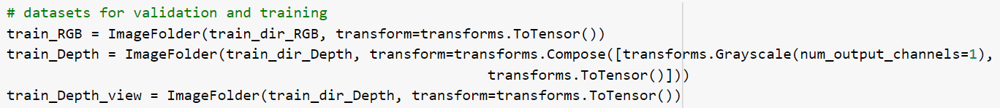 # datasets for validation and training
train_RGB = ImageFolder(train_dir_RGB, transform=transforms.ToTensor())
train_Depth = ImageFolder(train_dir_Depth, transform=transforms.Compose([transforms.Grayscale(num_output_channels=1),
transforms.ToTensor()]))
train_Depth_view = ImageFolder(train_dir_Depth, transform=transforms.ToTensor())